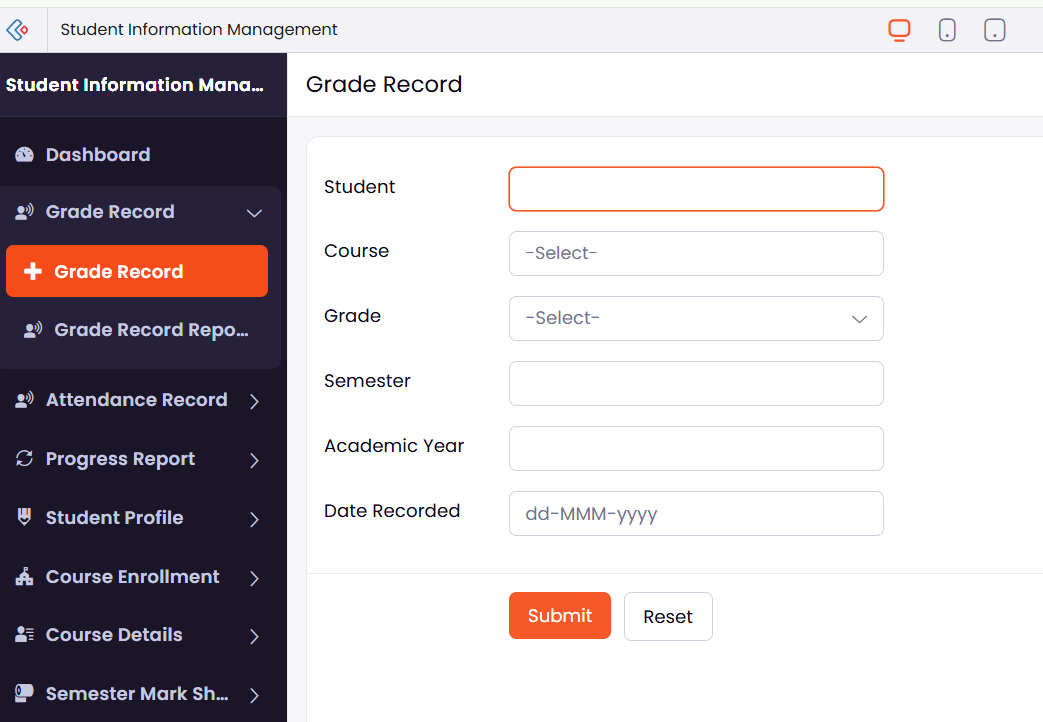 Student Information Management
Student Information Mana...
Dashboard
Grade Record
Grade Record
Grade Record Repo...
Attendance Record
Progress Report
Student Profile
Course Enrollment
Course Details
Semester Mark Sh...
Grade Record
Student
Course
-Select-
Grade
-Select-
Semester
Academic Year
Date Recorded
dd-MMM-yyyy
Submit
Reset